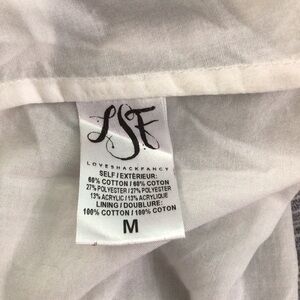 LSF
LOVESHACKFANCY
SELF / EXTÉRIEUR:
60% COTTON / 60% COTON
27% POLYESTER / 27% POLYESTER
13% ACRYLIC / 13% ACRYLIQUE
LINING / DOUBLURE:
100% COTTON / 100% COTON
M